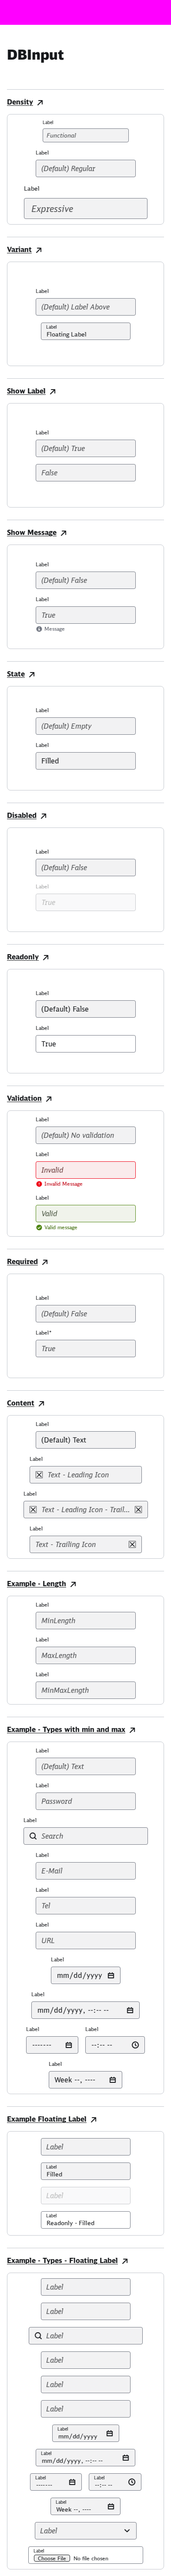 DBInput
Density
Label
Functional
Label
(Default) Regular
Label
Expressive
Variant
Label
(Default) Label Above
Label
Floating Label
Show Label
Label
(Default) True
False
Show Message
Label
(Default) False
Label
True
Message
State
Label
(Default) Empty
Label
Filled
Disabled
Label
(Default) False
Label
True
Readonly
Label
(Default) False
Label
True
Validation
Label
(Default) No validation
Label
Invalid
Invalid Message
Label
Valid
Valid message
Required
Label
(Default) False
Label*
True
Content
Label
(Default) Text
Label
Text - Leading Icon
Label
Text - Leading Icon - Trail...
Label
Text - Trailing Icon
Example - Length
Label
MinLength
Label
MaxLength
Label
MinMaxLength
Example - Types with min and max
Label
(Default) Text
Label
Password
Label
Search
Label
E-Mail
Label
Tel
Label
URL
Label
mm/dd/yyyy
Label
mm/dd/yyyy, --:-- --
Label Label
------- --:-- --
Label
Week --, ----
Example Floating Label
Label
Label
Filled
Label
Label
Readonly - Filled
Example - Types - Floating Label
Label
Label
Label
Label
Label
Label
Label
mm/dd/yyyy
Label
mm/dd/yyyy, --:-- --
Label Label
------- --:-- --
Label
Week --, ----
Label
Label
Choose File No file chosen